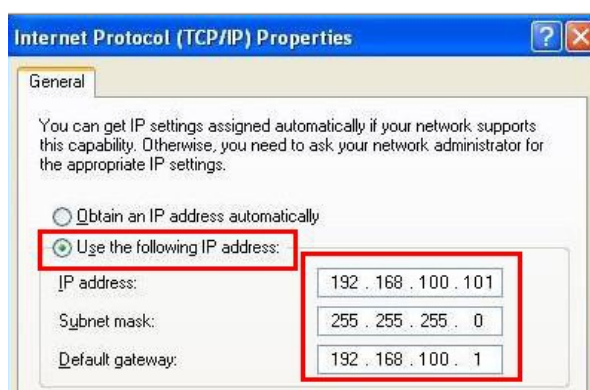 Internet Protocol (TCP/IP) Properties
General
You can get IP settings assigned automatically if your network supports
this capability. Otherwise, you need to ask your network administrator for
the appropriate IP settings.
Obtain an IP address automatically
Use the following IP address:
IP address: 192 . 168 . 100 . 101
Subnet mask: 255 . 255 . 255 . 0
Default gateway: 192 . 168 . 100 . 1